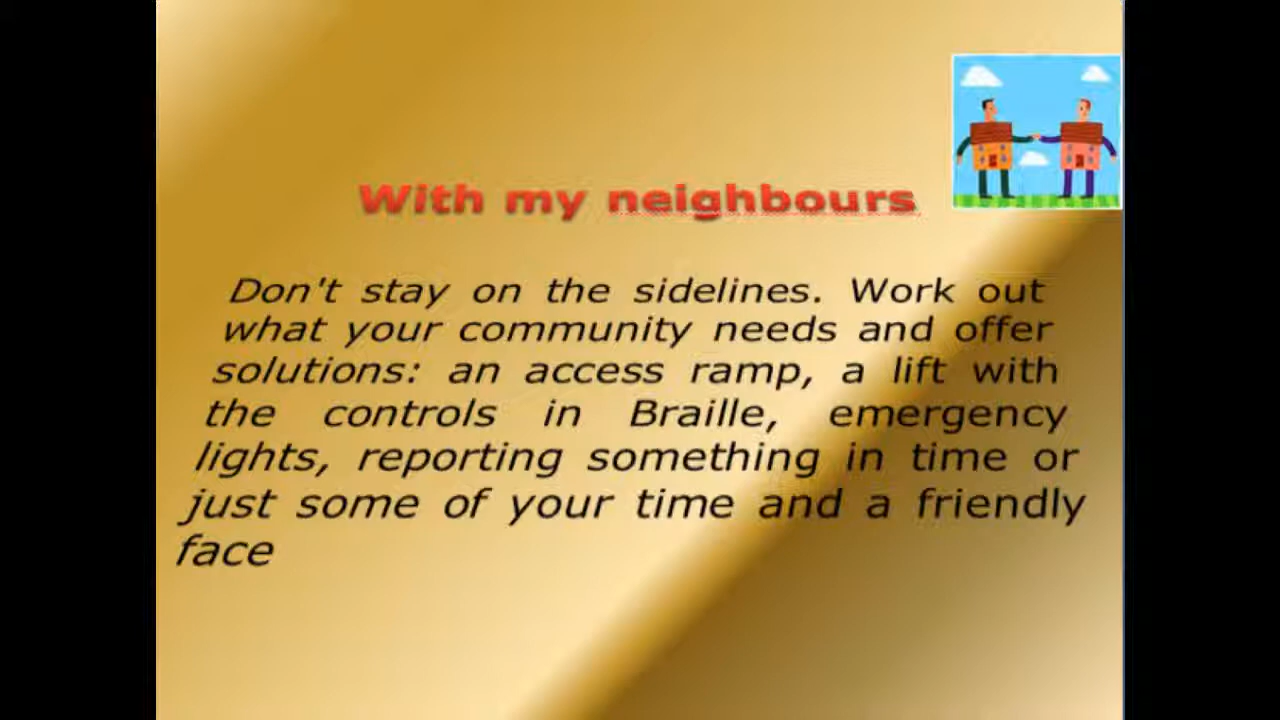 With my neighbours
Don't stay on the sidelines. Work out
what your community needs and offer
solutions: an access ramp, a lift with
the controls in Braille, emergency
lights, reporting something in time or
just some of your time and a friendly
face